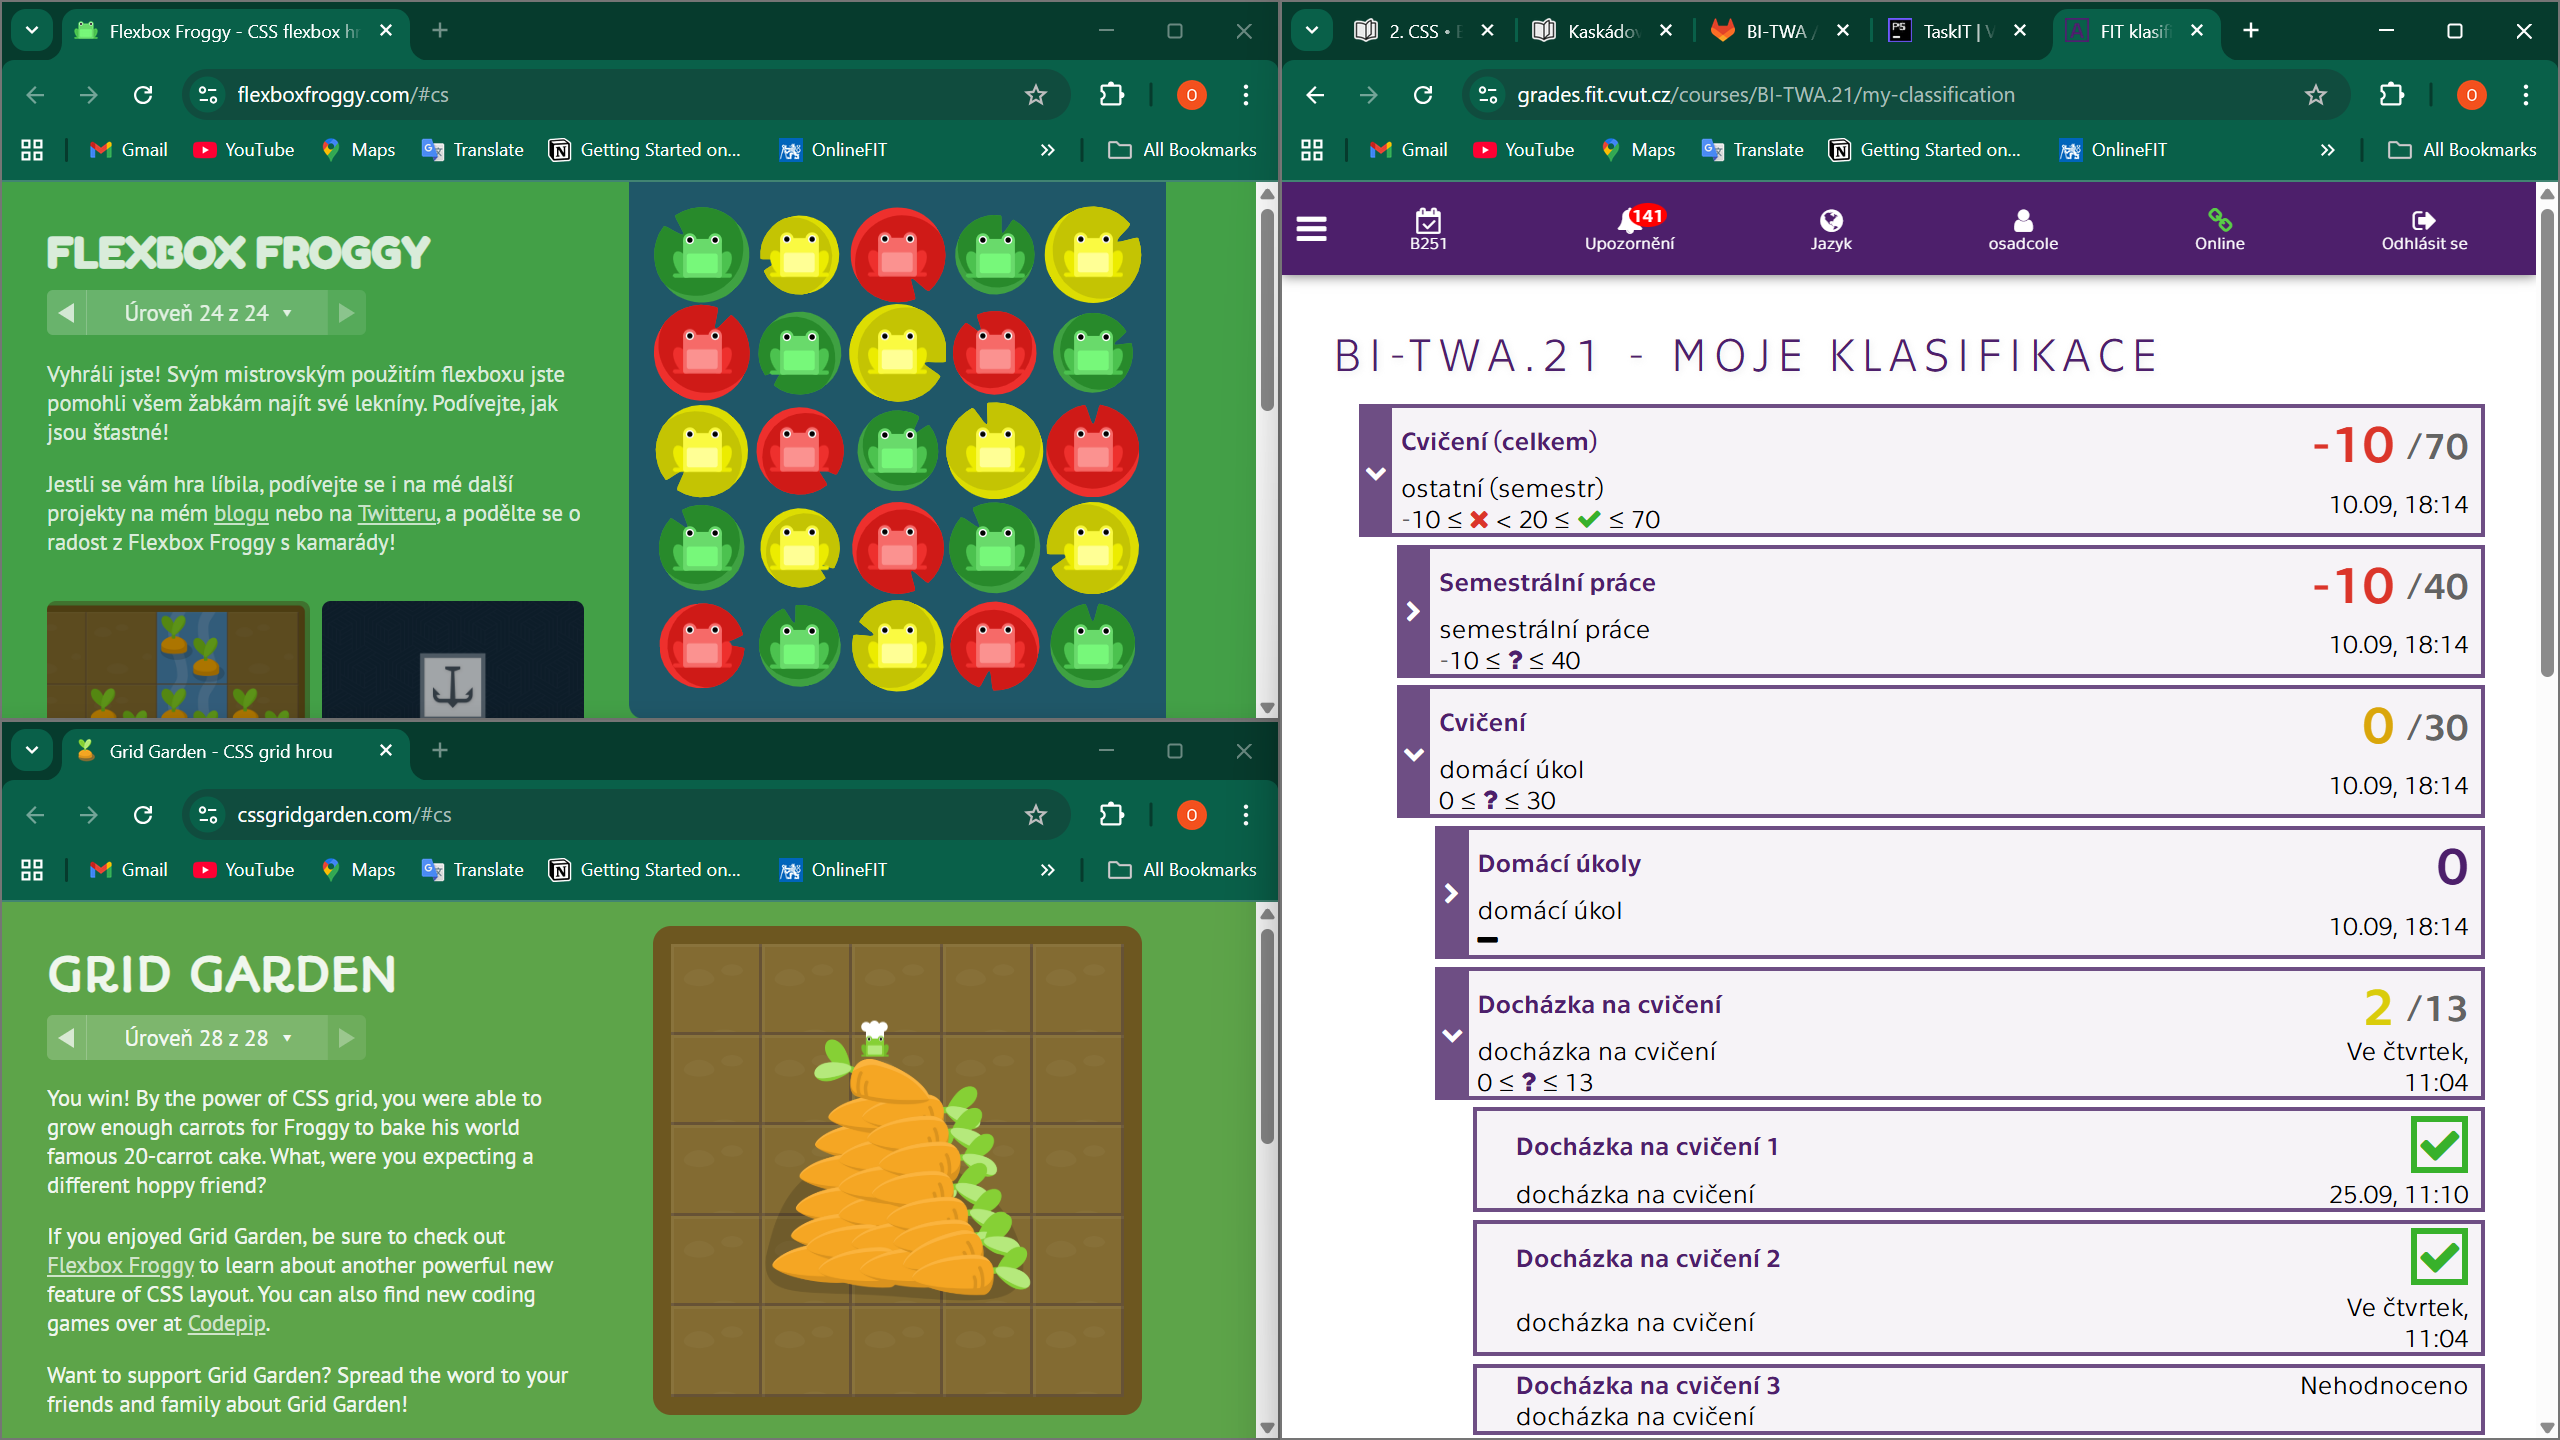 Flexbox Froggy - CSS flexbox h
flexboxfroggy.com/#cs
O
Gmail
YouTube
Maps
Translate
Getting Started on...
OnlineFIT
»
All Bookmarks
FLEXBOX FROGGY
Úroveň 24 z 24
Vyhráli jste! Svým mistrovským použitím flexboxu jste
pomohli všem žabkám najít své lekníny. Podívejte, jak
jsou šťastné!
Jestli se vám hra líbila, podívejte se i na mé další
projekty na mém blogu nebo na Twitteru, a podělte se o
radost z Flexbox Froggy s kamarády!
Grid Garden - CSS grid hrou
cssgridgarden.com/#cs
O
Gmail
YouTube
Maps
Translate
Getting Started on...
OnlineFIT
»
All Bookmarks
GRID GARDEN
Úroveň 28 z 28
You win! By the power of CSS grid, you were able to
grow enough carrots for Froggy to bake his world
famous 20-carrot cake. What, were you expecting a
different hoppy friend?
If you enjoyed Grid Garden, be sure to check out
Flexbox Froggy to learn about another powerful new
feature of CSS layout. You can also find new coding
games over at Codepip.
Want to support Grid Garden? Spread the word to your
friends and family about Grid Garden!
2. CSS •
Kaskádov
BI-TWA /
PS
TaskIT | V
FIT klasifi
grades.fit.cvut.cz/courses/BI-TWA.21/my-classification
O
Gmail
YouTube
Maps
Translate
Getting Started on...
OnlineFIT
»
All Bookmarks
B251
141
Upozornění
Jazyk
osadcole
Online
Odhlásit se
BI-TWA.21 - MOJE KLASIFIKACE
Cvičení (celkem)
-10 /70
ostatní (semestr)
-10 ≤ ✖ < 20 ≤ ✔ ≤ 70
10.09, 18:14
Semestrální práce
-10 /40
semestrální práce
-10 ≤ ? ≤ 40
10.09, 18:14
Cvičení
0 /30
domácí úkol
0 ≤ ? ≤ 30
10.09, 18:14
Domácí úkoly
0
domácí úkol
10.09, 18:14
Docházka na cvičení
2 /13
docházka na cvičení
0 ≤ ? ≤ 13
Ve čtvrtek,
11:04
Docházka na cvičení 1
docházka na cvičení
25.09, 11:10
Docházka na cvičení 2
docházka na cvičení
Ve čtvrtek,
11:04
Docházka na cvičení 3
Nehodnoceno
docházka na cvičení